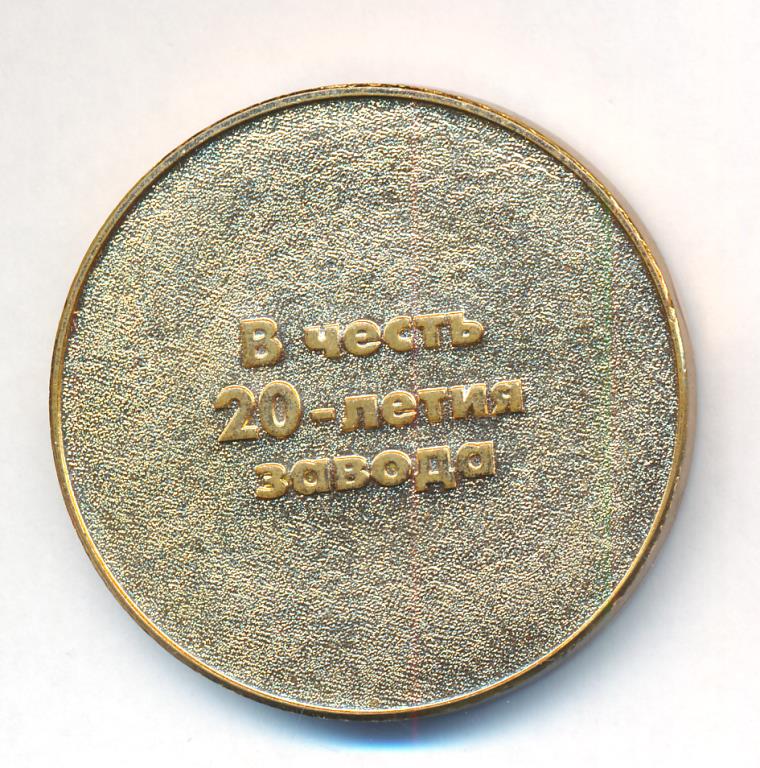 В честь
20-летия
завода